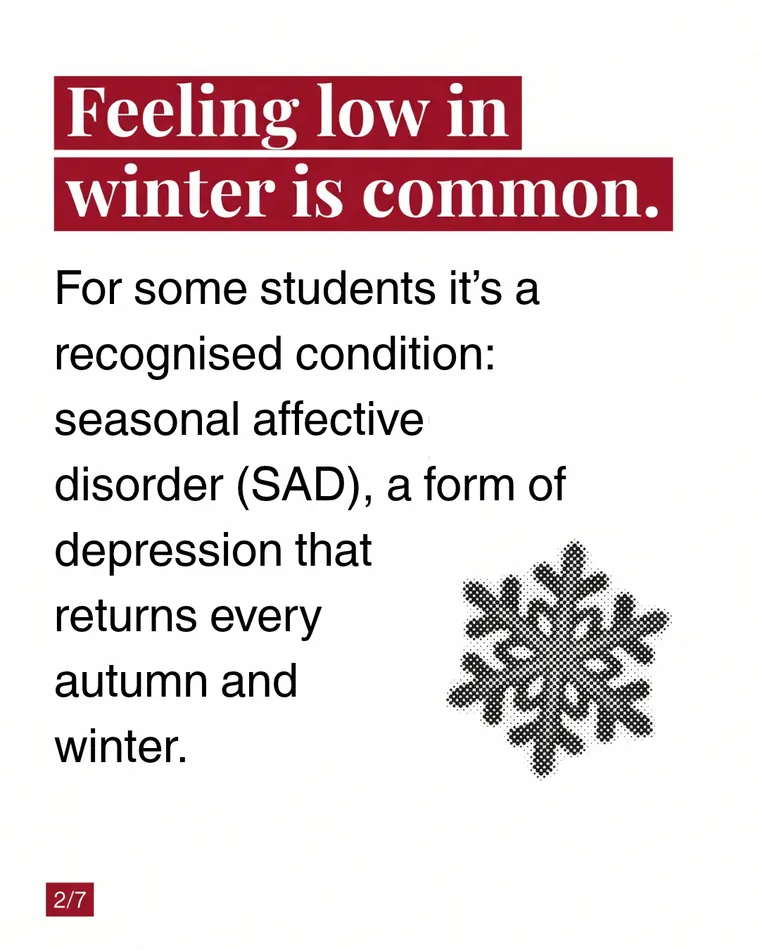 Feeling low in
winter is common.
For some students it’s a
recognised condition:
seasonal affective
disorder (SAD), a form of
depression that
returns every
autumn and
winter.
2/7